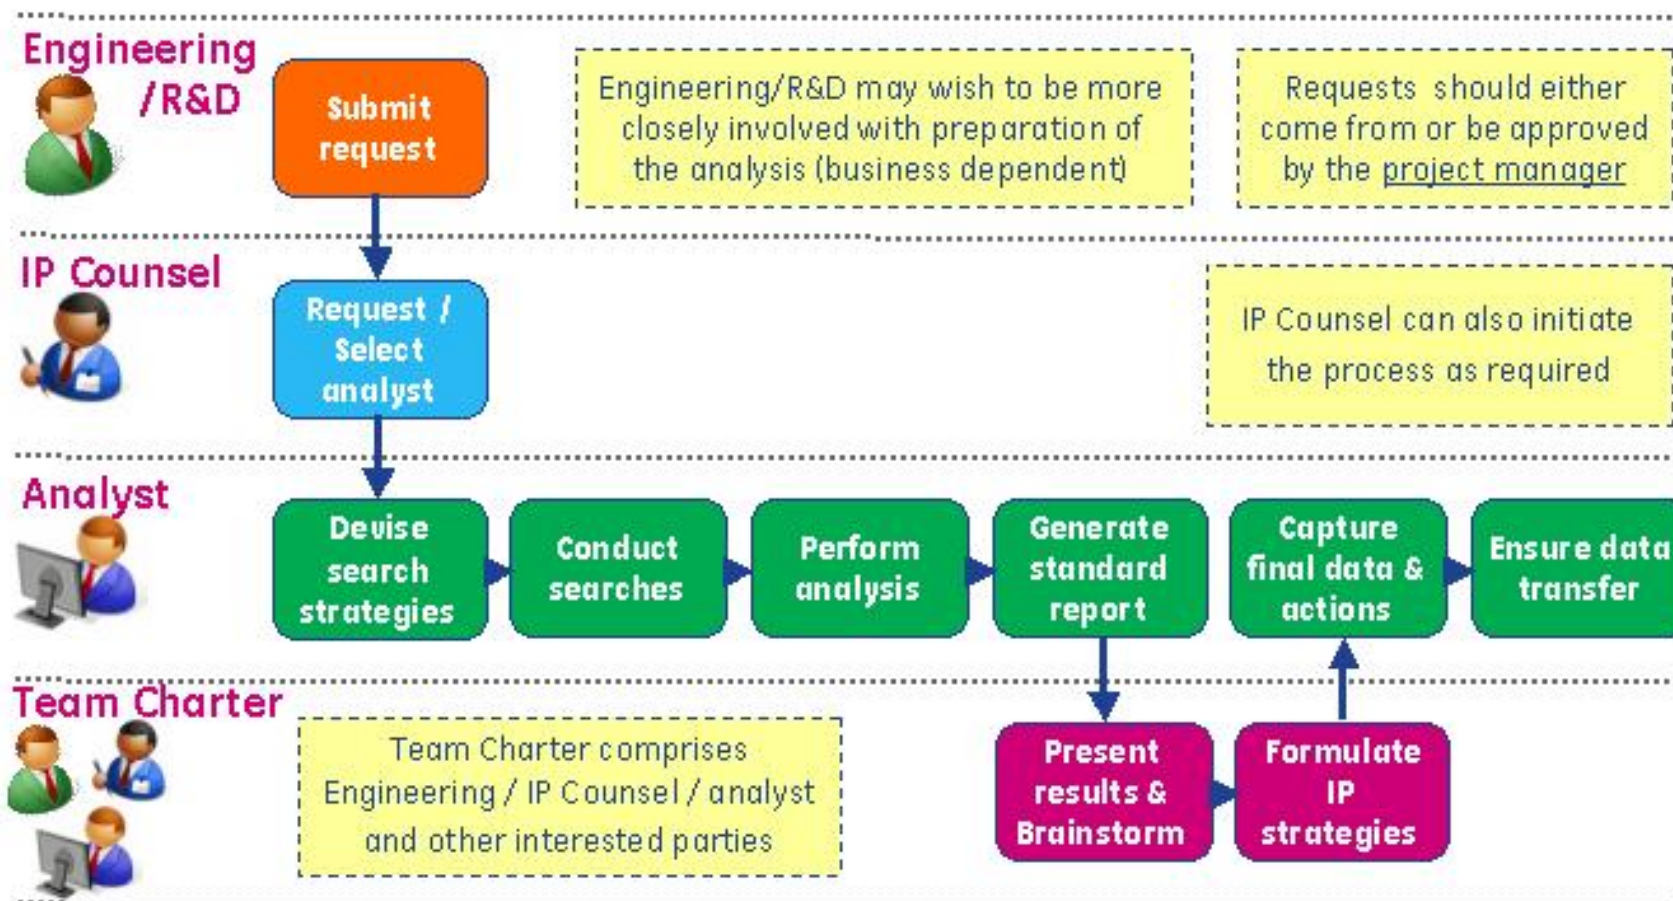 Engineering
/R&D
Submit
request
Engineering/R&D may wish to be more
closely involved with preparation of
the analysis (business dependent)
Requests should either
come from or be approved
by the project manager
IP Counsel
Request /
Select
analyst
IP Counsel can also initiate
the process as required
Analyst
Devise
search
strategies
Conduct
searches
Perform
analysis
Generate
standard
report
Capture
final data &
actions
Ensure data
transfer
Team Charter
Team Charter comprises
Engineering / IP Counsel / analyst
and other interested parties
Present
results &
Brainstorm
Formulate
IP
strategies